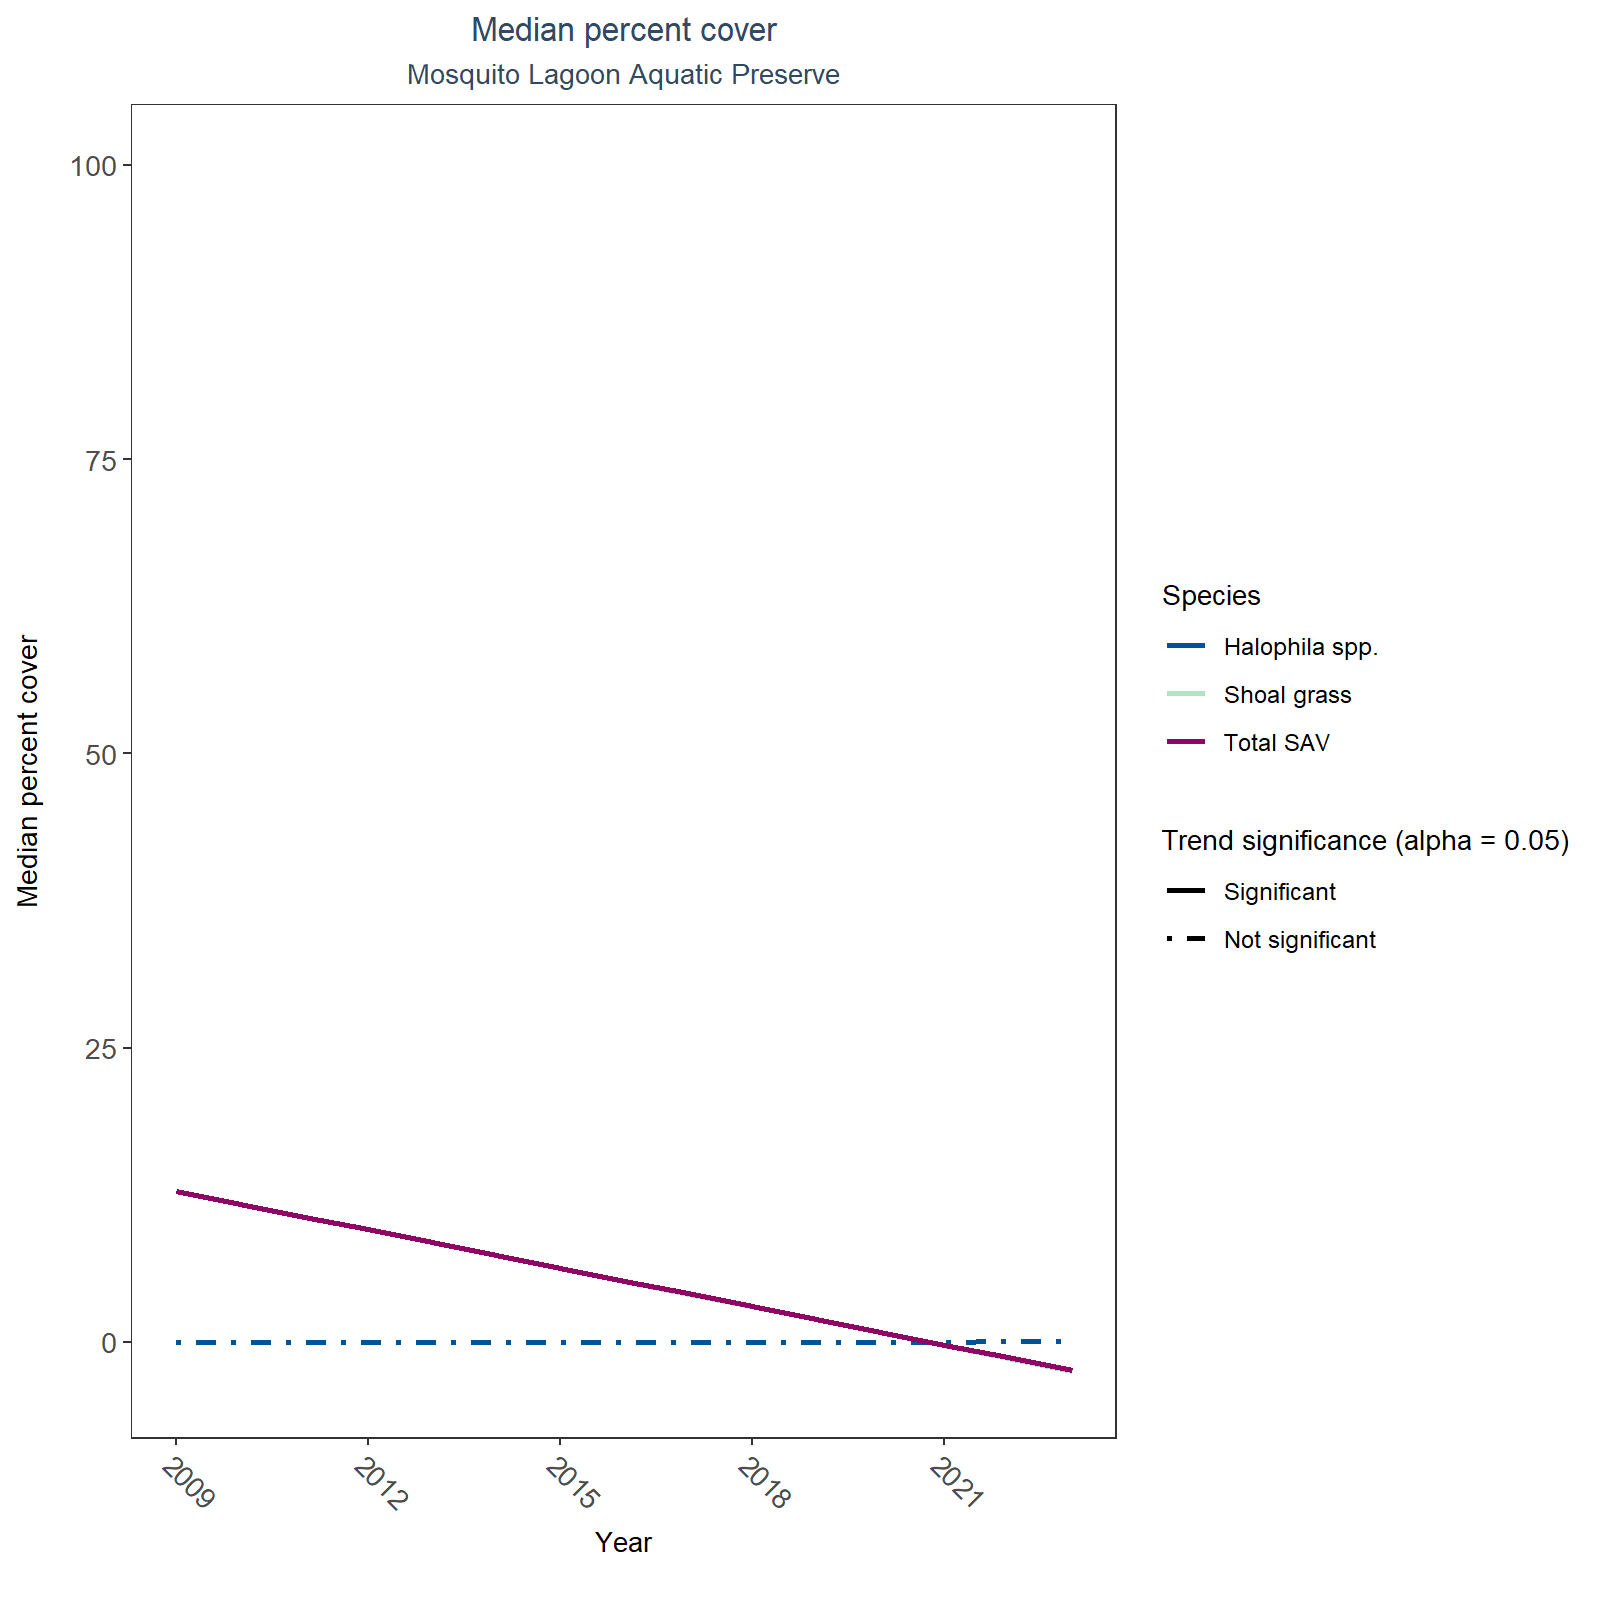 Median percent cover
Mosquito Lagoon Aquatic Preserve
Median percent cover
100
75
50
25
0
2009
2012
2015
2018
2021
Year
Species
Halophila spp.
Shoal grass
Total SAV
Trend significance (alpha = 0.05)
Significant
Not significant